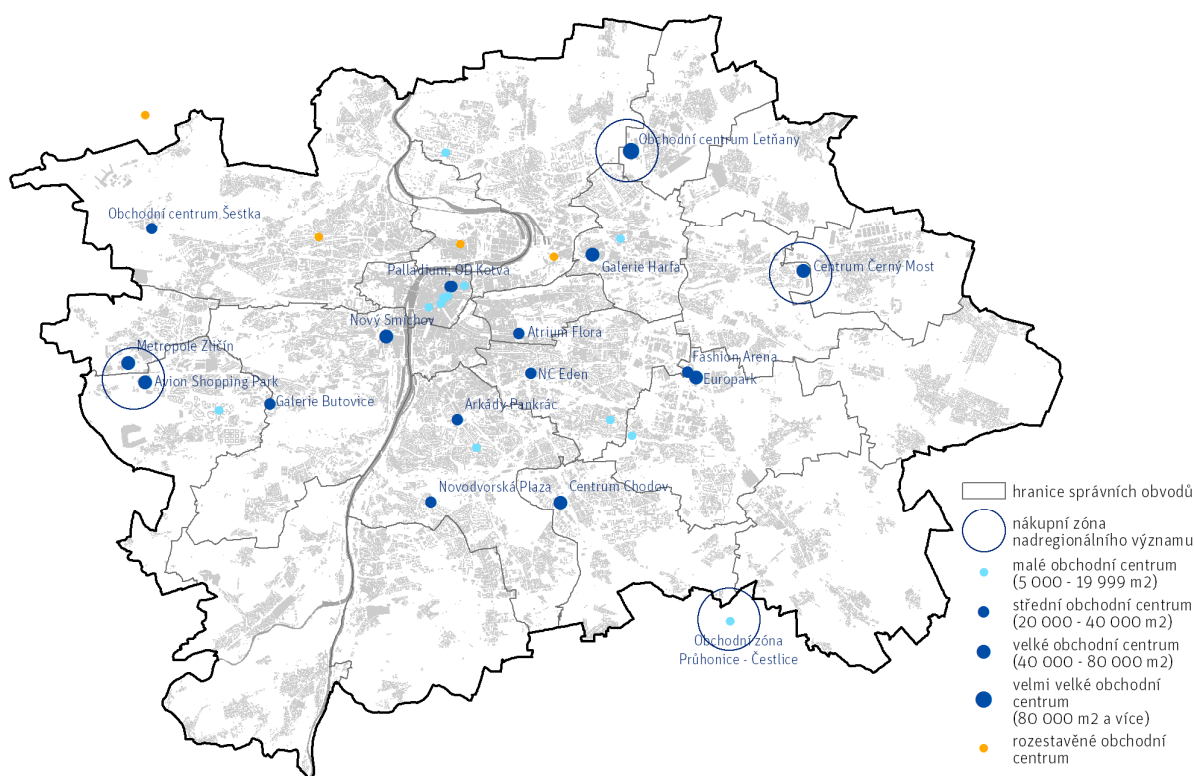 Obchodní centrum Letňany
Obchodní centrum Šestka
Palladium, OD Kotva
Galerie Harfa
Centrum Černý Most
Nový Smíchov
Atrium Flora
Metropole Zličín
Avion Shopping Park
NC Eden
Fashion Arena
Europark
Galerie Butovice
Arkády Pankrác
Novodvorská Plaza
Centrum Chodov
Obchodní zóna
Průhonice - Čestlice
hranice správních obvodů
nákupní zóna
nadregionálního významu
malé obchodní centrum
(5 000 - 19 999 m2)
střední obchodní centrum
(20 000 - 40 000 m2)
velké obchodní centrum
(40 000 - 80 000 m2)
velmi velké obchodní
centrum
(80 000 m2 a více)
rozestavěné obchodní
centrum